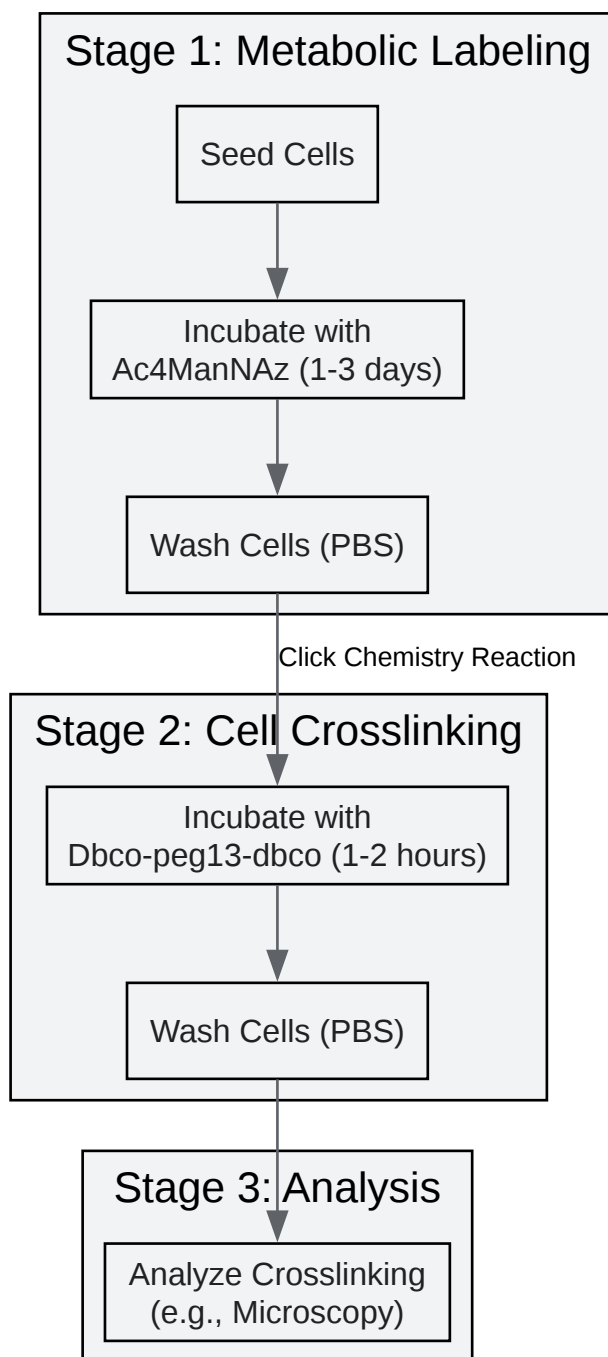 Stage 1: Metabolic Labeling
Seed Cells
Incubate with
Ac4ManNAz (1-3 days)
Wash Cells (PBS)
Click Chemistry Reaction
Stage 2: Cell Crosslinking
Incubate with
Dbco-peg13-dbco (1-2 hours)
Wash Cells (PBS)
Stage 3: Analysis
Analyze Crosslinking
(e.g., Microscopy)